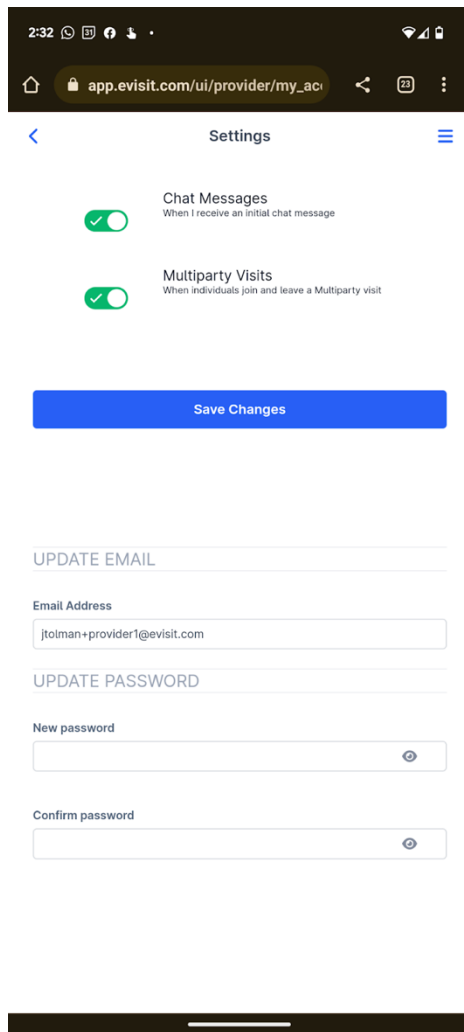 2:32
31
app.evisit.com/ui/provider/my_acc
23
Settings
Chat Messages
When I receive an initial chat message
Multiparty Visits
When individuals join and leave a Multiparty visit
Save Changes
UPDATE EMAIL
Email Address
jtolman+provider1@evisit.com
UPDATE PASSWORD
New password
Confirm password